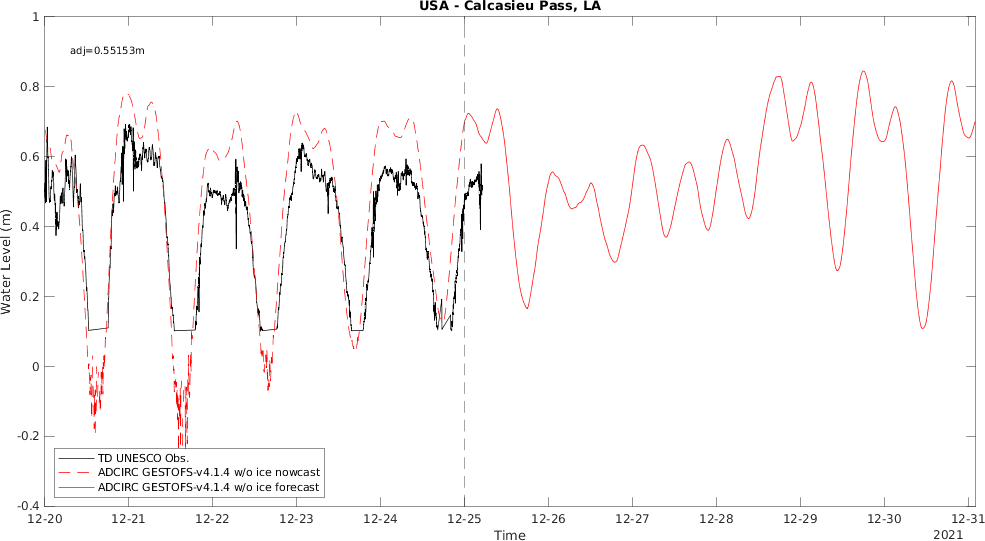 USA - Calcasieu Pass, LA
adj=0.55153m
Water Level (m)
1
0.8
0.6
0.4
0.2
0
-0.2
-0.4
TD UNESCO Obs.
ADCIRC GESTOFS-v4.1.4 w/o ice nowcast
ADCIRC GESTOFS-v4.1.4 w/o ice forecast
12-20 12-21 12-22 12-23 12-24 12-25 12-26 12-27 12-28 12-29 12-30 12-31
Time
2021